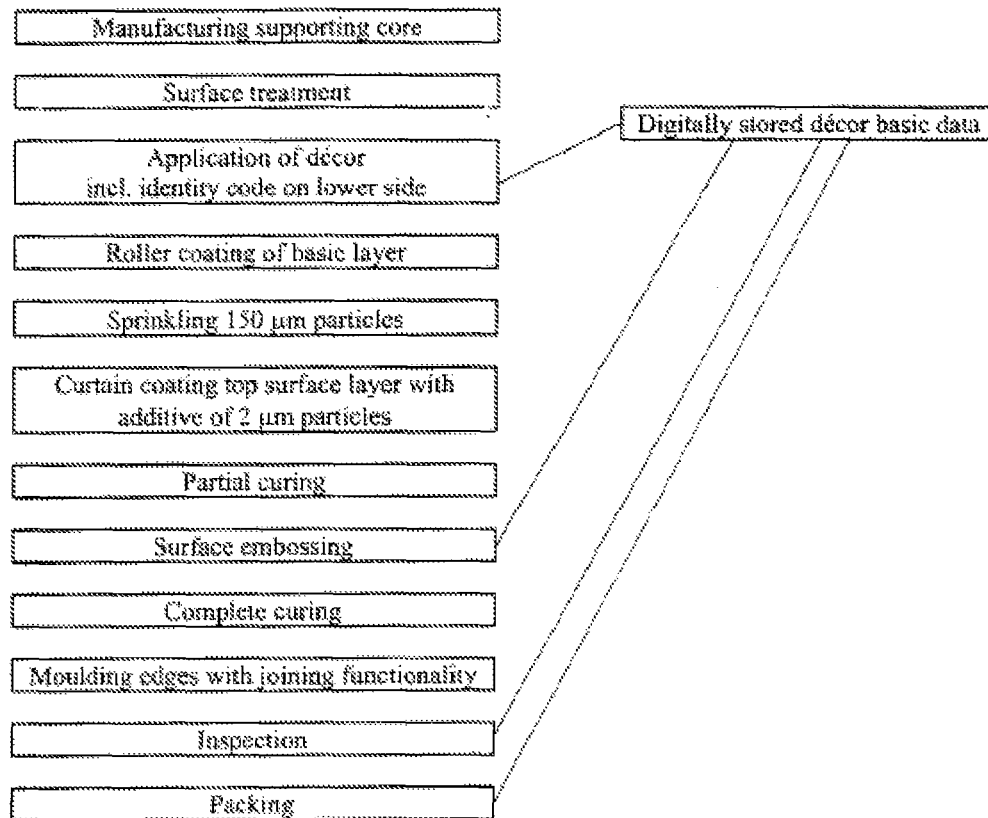 Manufacturing supporting core
Surface treatment
Digitally stored décor basic data
Application of décor
incl. identity code on lower side
Roller coating of basic layer
Sprinkling 150 µm particles
Curtain coating top surface layer with
additive of 2 µm particles
Partial curing
Surface embossing
Complete curing
Moulding edges with joining functionality
Inspection
Packing